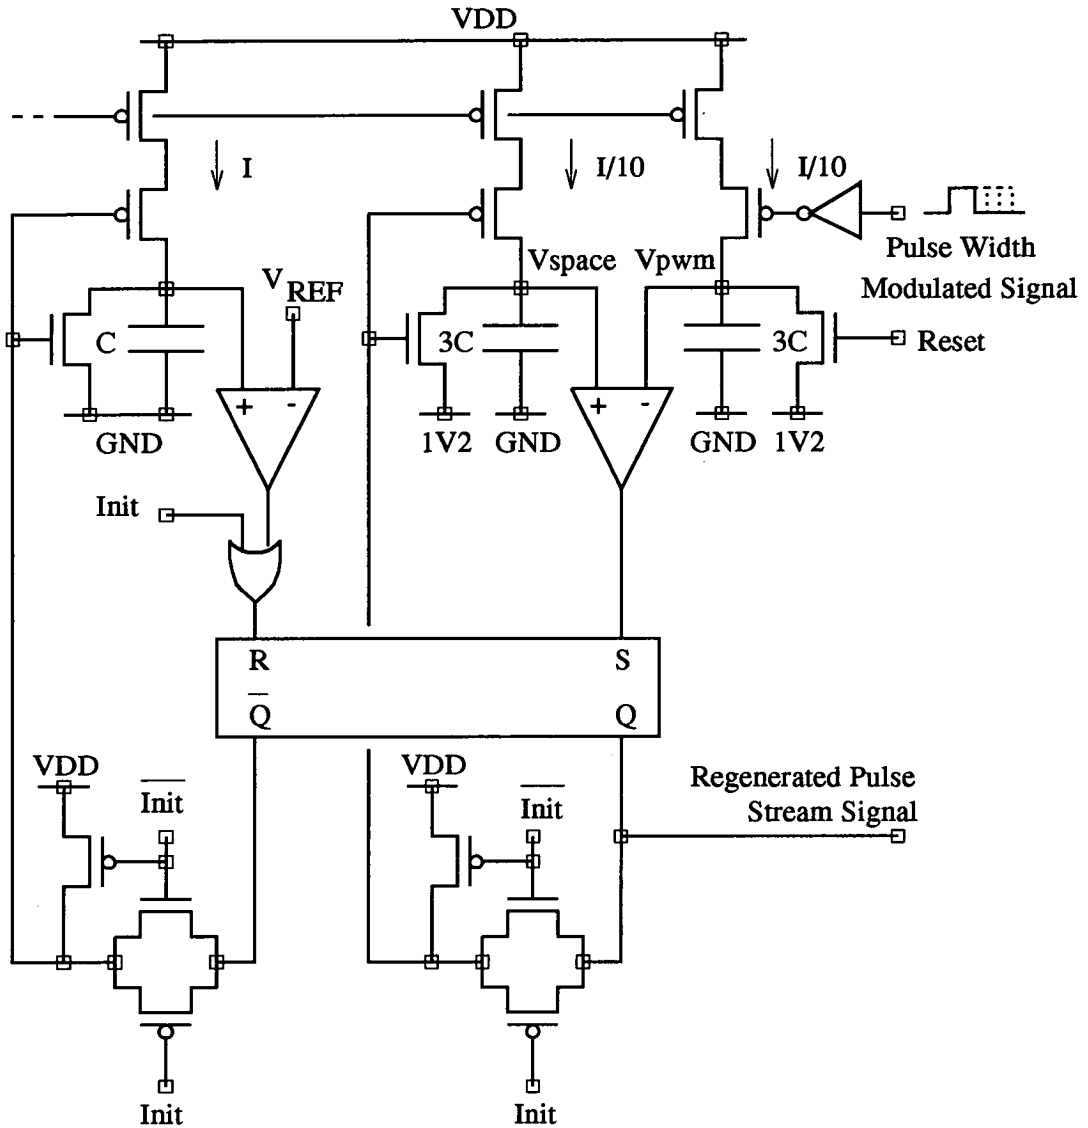 VDD
I
I/10
I/10
Pulse Width
Modulated Signal
Vspace
Vpwm
VREF
C
3C
3C
Reset
+
-
+
-
GND
1V2
GND
GND
1V2
Init
R
S
Q
Q
VDD
Init
VDD
Init
Regenerated Pulse
Stream Signal
Init
Init